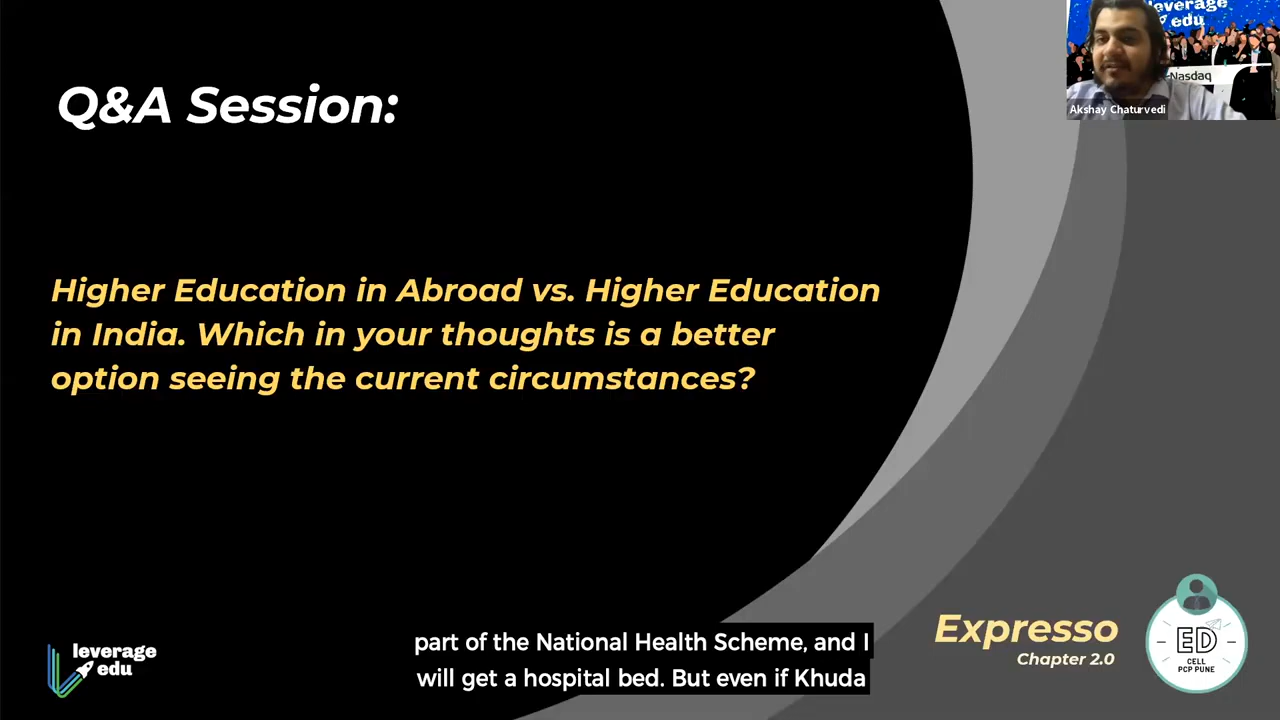 leverage
edu
Nasdaq
Akshay Chaturvedi
Q&A Session:
Higher Education in Abroad vs. Higher Education
in India. Which in your thoughts is a better
option seeing the current circumstances?
leverage
edu
part of the National Health Scheme, and I
will get a hospital bed. But even if Khuda
Expresso
Chapter 2.0
ED
CELL
PCP PUNE